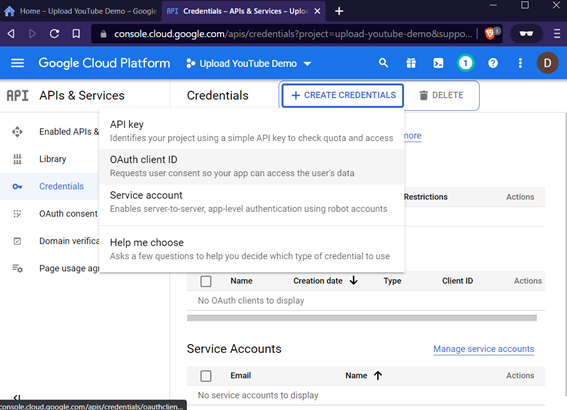 Home – Upload YouTube Demo – Google
API Credentials – APIs & Services – Uploa
console.cloud.google.com/apis/credentials?project=upload-youtube-demo&suppo...
1
Google Cloud Platform
Upload YouTube Demo
1
D
API APIs & Services
Credentials
+ CREATE CREDENTIALS
DELETE
Enabled APIs &
Library
Credentials
OAuth consent
Domain verifica
Page usage agr
API key
Identifies your project using a simple API key to check quota and access
OAuth client ID
Requests user consent so your app can access the user's data
Service account
Enables server-to-server, app-level authentication using robot accounts
Help me choose
Asks a few questions to help you decide which type of credential to use
more
Restrictions
Actions
Name
Creation date
Type
Client ID
Actions
No OAuth clients to display
Service Accounts
Manage service accounts
Email
Name
Actions
No service accounts to display
console.cloud.google.com/apis/credentials/oauthclien...